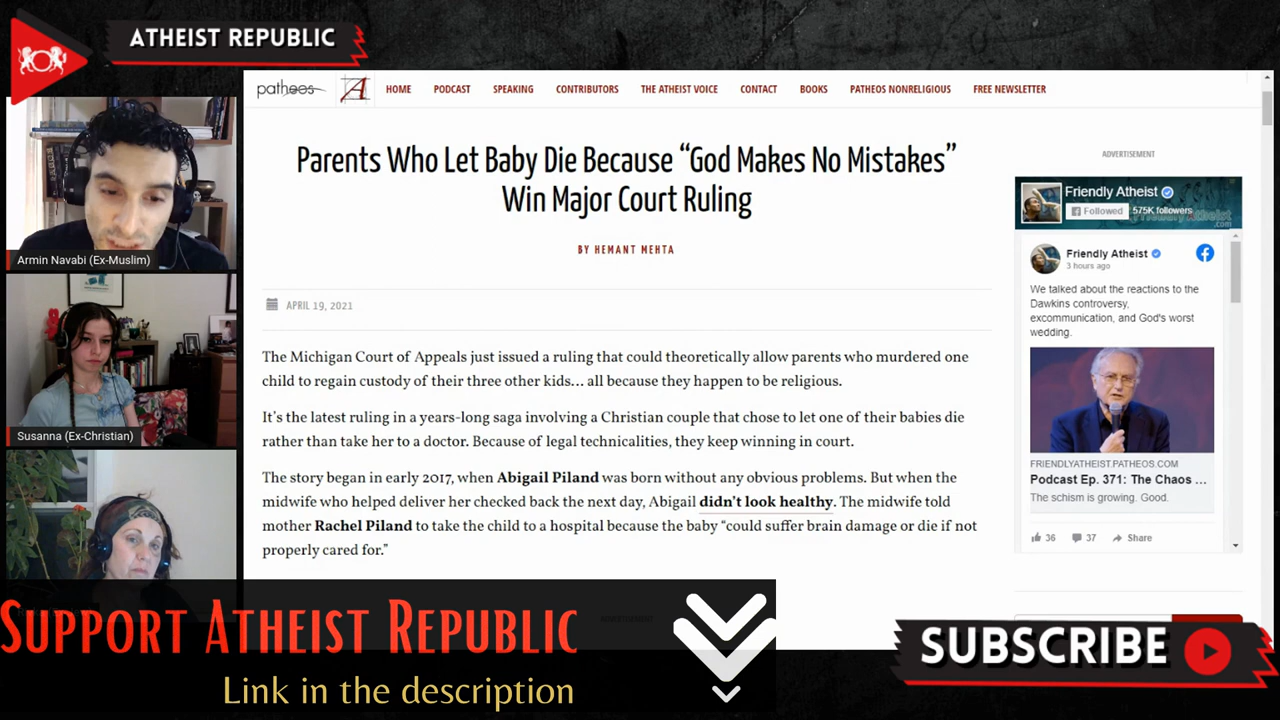 ATHEIST REPUBLIC
Armin Navabi (Ex-Muslim)
Susanna (Ex-Christian)
patheos
A
HOME
PODCAST
SPEAKING
CONTRIBUTORS
THE ATHEIST VOICE
CONTACT
BOOKS
PATHEOS NONRELIGIOUS
FREE NEWSLETTER
Parents Who Let Baby Die Because “God Makes No Mistakes”
Win Major Court Ruling
BY HEMANT MEHTA
APRIL 19, 2021
The Michigan Court of Appeals just issued a ruling that could theoretically allow parents who murdered one
child to regain custody of their three other kids… all because they happen to be religious.
It’s the latest ruling in a years-long saga involving a Christian couple that chose to let one of their babies die
rather than take her to a doctor. Because of legal technicalities, they keep winning in court.
The story began in early 2017, when Abigail Piland was born without any obvious problems. But when the
midwife who helped deliver her checked back the next day, Abigail didn’t look healthy. The midwife told
mother Rachel Piland to take the child to a hospital because the baby “could suffer brain damage or die if not
properly cared for.”
ADVERTISEMENT
ADVERTISEMENT
Friendly Atheist
Followed
575K followers
Friendly Atheist
3 hours ago
We talked about the reactions to the
Dawkins controversy,
excommunication, and God's worst
wedding.
FRIENDLYATHEIST.PATHEOS.COM
Podcast Ep. 371: The Chaos ...
The schism is growing. Good.
36
37
Share
SUPPORT ATHEIST REPUBLIC
Link in the description
SUBSCRIBE